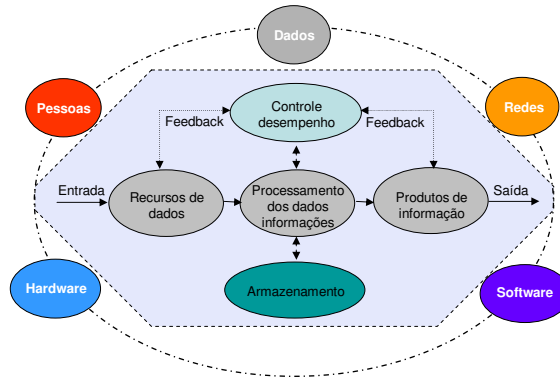 Dados
Pessoas
Redes
Controle
desempenho
Feedback
Feedback
Entrada
Recursos de
dados
Processamento
dos dados
informações
Produtos de
informação
Saída
Hardware
Armazenamento
Software